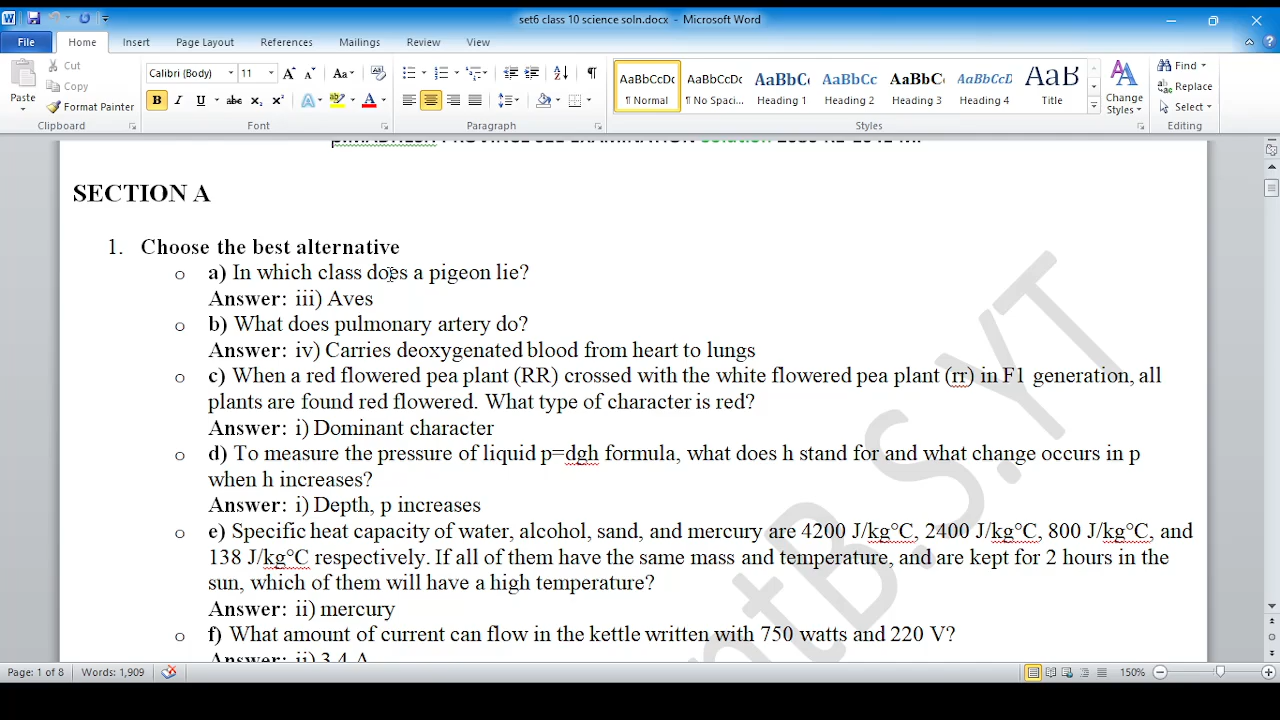 set6 class 10 science soln.docx - Microsoft Word
File Home Insert Page Layout References Mailings Review View
Paste Cut Copy Format Painter Clipboard
Calibri (Body) 11 Font
Paragraph
AaBbCcDc ¶ Normal AaBbCcDc ¶ No Spaci... AaBbC Heading 1 AaBbCc Heading 2 AaBbC Heading 3 AaBbCcD Heading 4 AaB Title Change Styles Styles
Find Replace Select Editing
SECTION A
1. Choose the best alternative
o a) In which class does a pigeon lie?
Answer: iii) Aves
o b) What does pulmonary artery do?
Answer: iv) Carries deoxygenated blood from heart to lungs
o c) When a red flowered pea plant (RR) crossed with the white flowered pea plant (rr) in F1 generation, all
plants are found red flowered. What type of character is red?
Answer: i) Dominant character
o d) To measure the pressure of liquid p=dgh formula, what does h stand for and what change occurs in p
when h increases?
Answer: i) Depth, p increases
o e) Specific heat capacity of water, alcohol, sand, and mercury are 4200 J/kg°C, 2400 J/kg°C, 800 J/kg°C, and
138 J/kg°C respectively. If all of them have the same mass and temperature, and are kept for 2 hours in the
sun, which of them will have a high temperature?
Answer: ii) mercury
o f) What amount of current can flow in the kettle written with 750 watts and 220 V?
Answer: ii) 3.4 A
ntB.S.YT
Page: 1 of 8 Words: 1,909 150%